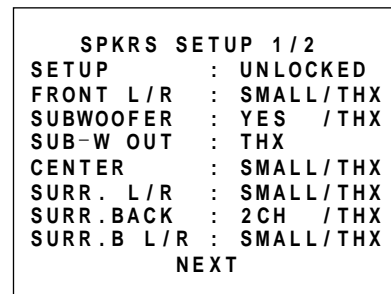 SPKRS SETUP 1/2
SETUP : UNLOCKED
FRONT L/R : SMALL/THX
SUBWOOFER : YES /THX
SUB-W OUT : THX
CENTER : SMALL/THX
SURR. L/R : SMALL/THX
SURR.BACK : 2CH /THX
SURR.B L/R : SMALL/THX
NEXT